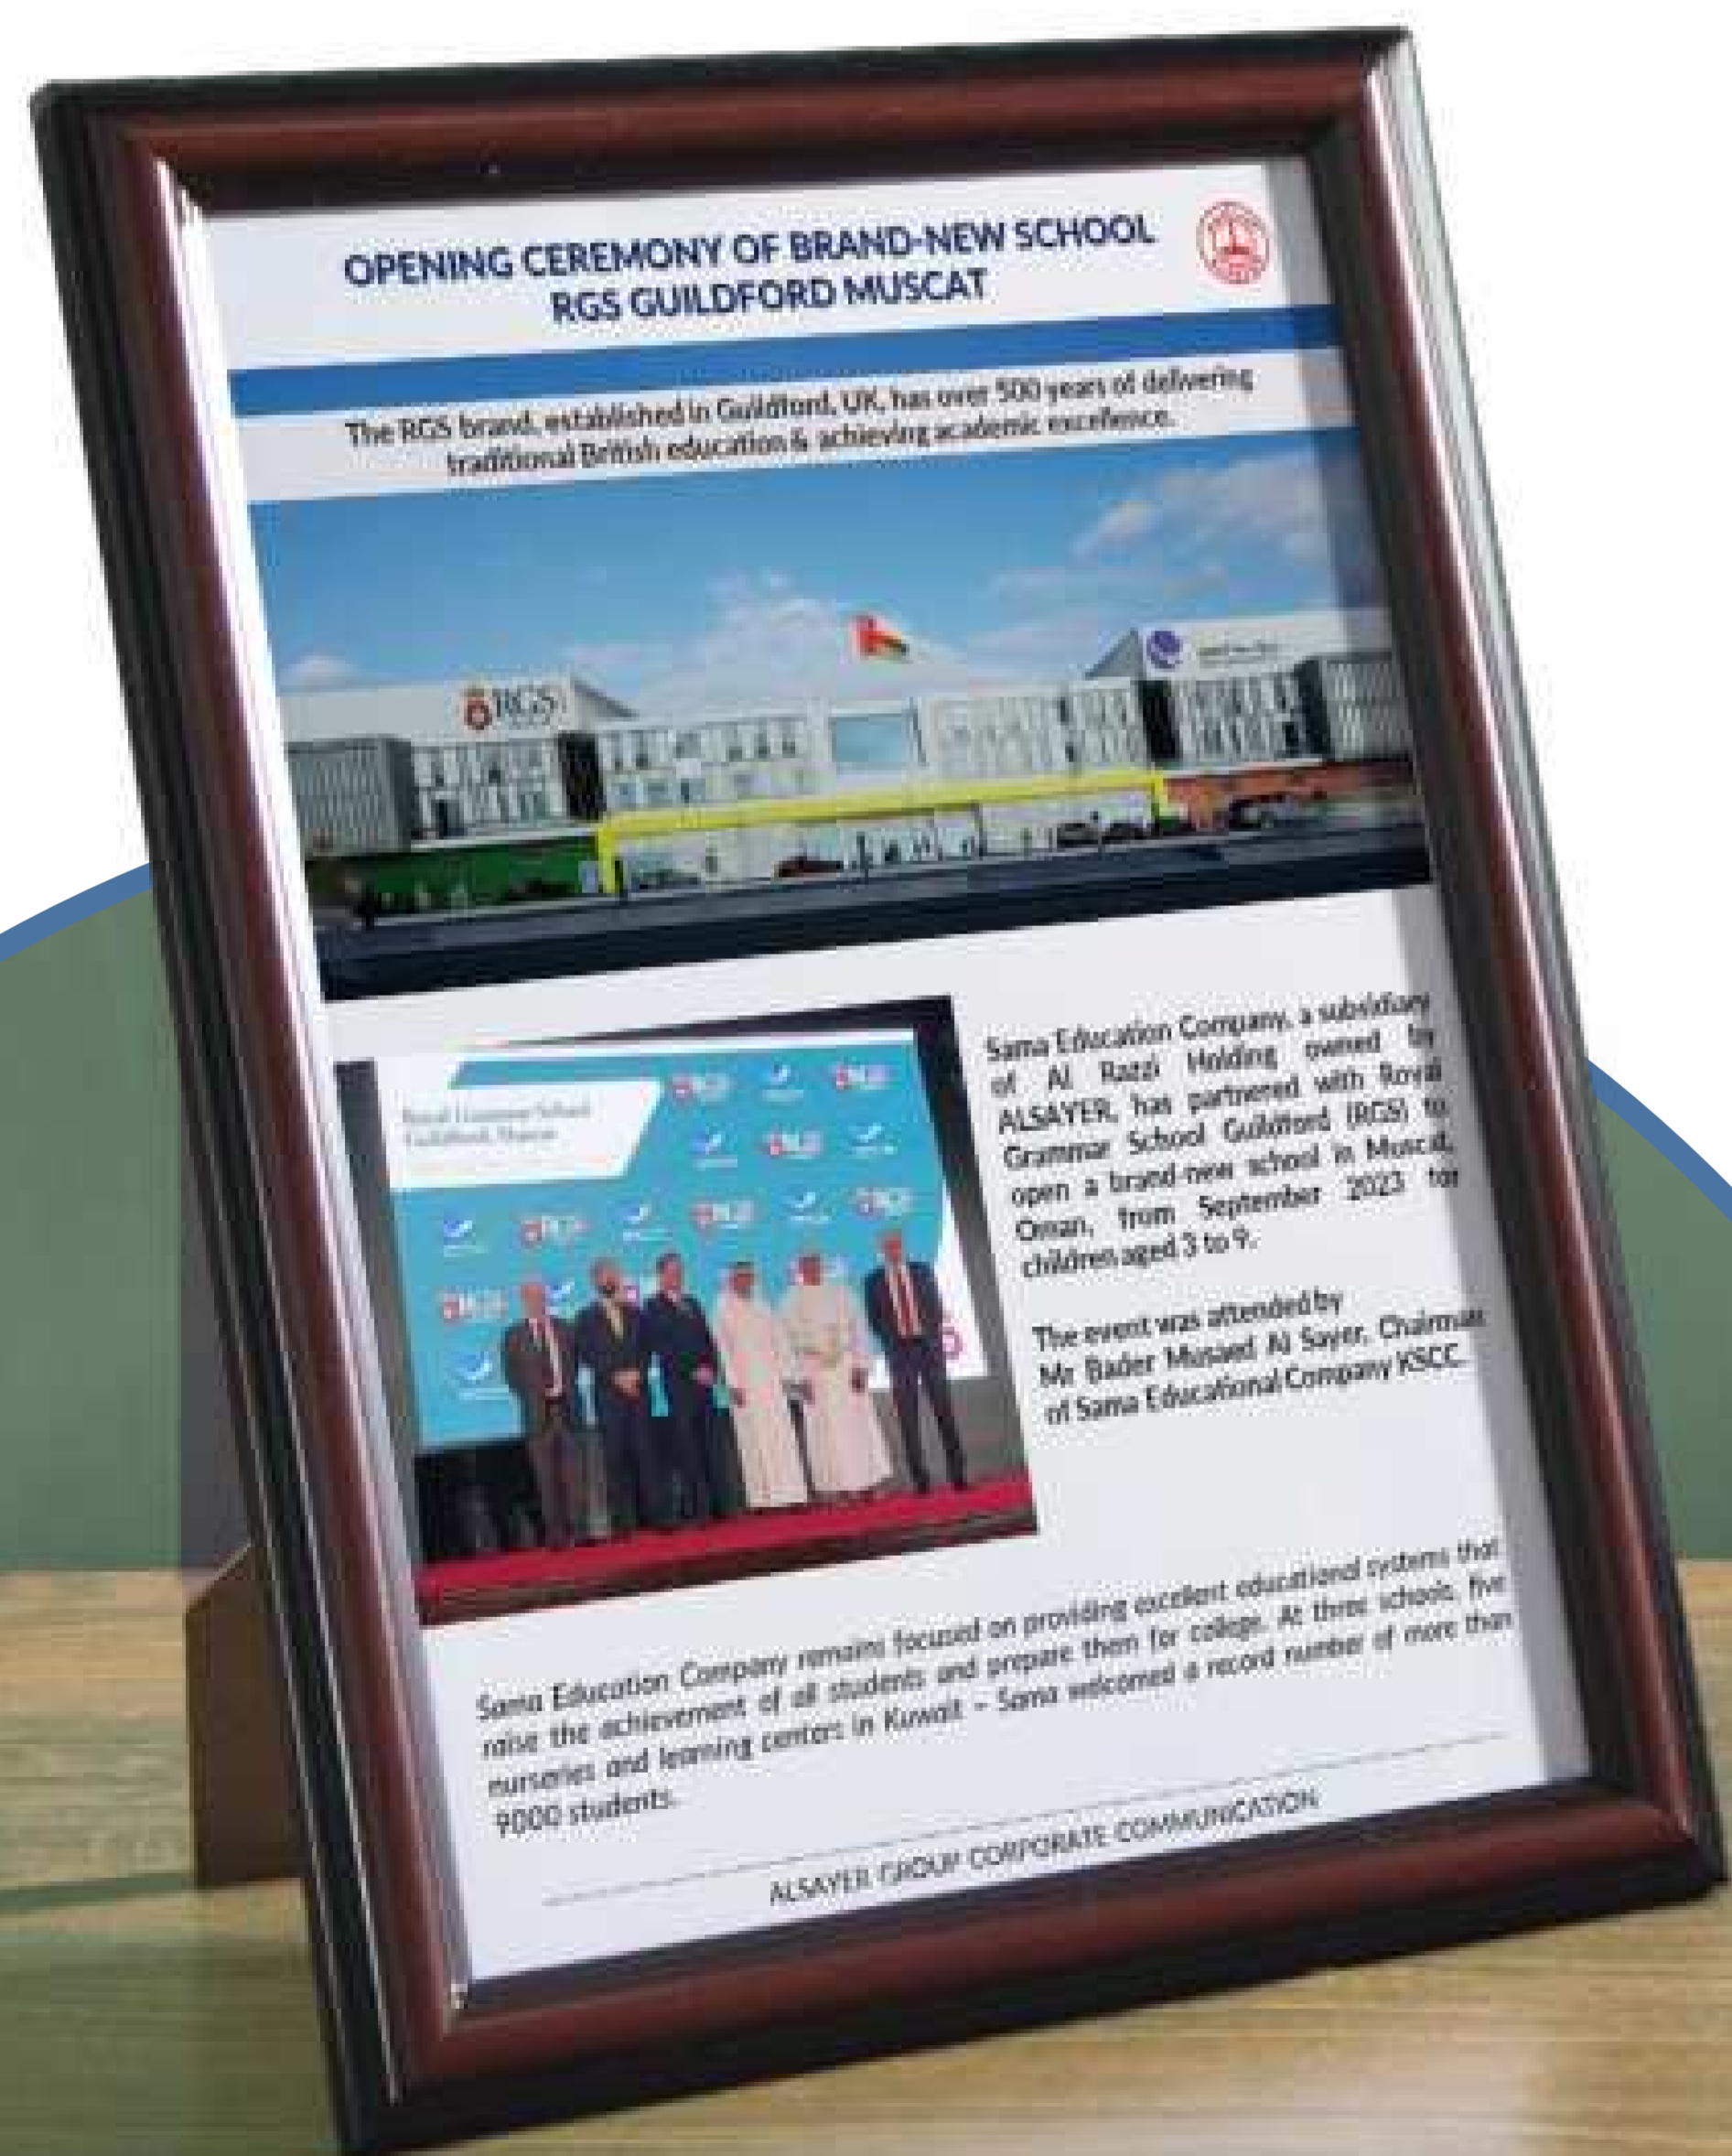 OPENING CEREMONY OF BRAND-NEW SCHOOL
RGS GUILDFORD MUSCAT
The RGS brand, established in Guildford, UK, has over 500 years of delivering
traditional British education & achieving academic excellence.
RGS
Royal Grammar School
Guildford, Muscat
Sama Education Company, a subsidiary
of Al Razzi Holding owned by
ALSAYER, has partnered with Royal
Grammar School Guildford (RGS) to
open a brand-new school in Muscat,
Oman, from September 2023 for
children aged 3 to 9.
The event was attended by
Mr Bader Musaed Al Sayer, Chairman
of Sama Educational Company KSCC.
Sama Education Company remains focused on providing excellent educational systems that
raise the achievement of all students and prepare them for college. At three schools, five
nurseries and learning centers in Kuwait – Sama welcomed a record number of more than
9000 students.
ALSAYER GROUP CORPORATE COMMUNICATION